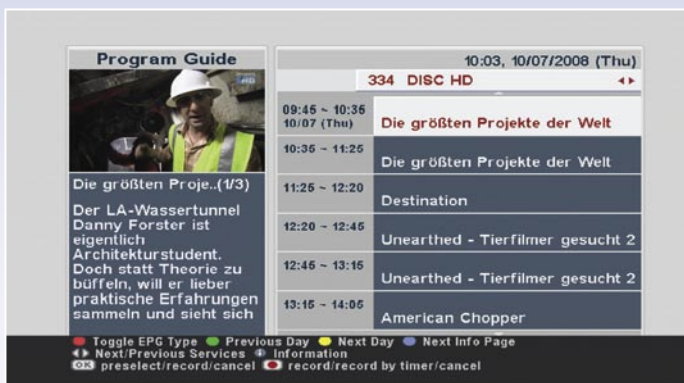 Program Guide
HD
Die größten Proje..(1/3)
Der LA-Wassertunnel
Danny Forster ist
eigentlich
Architekturstudent.
Doch statt Theorie zu
büffeln, will er lieber
praktische Erfahrungen
sammeln und sieht sich
10:03, 10/07/2008 (Thu)
334 DISC HD
09:45 ~ 10:35
10/07 (Thu)
Die größten Projekte der Welt
10:35 ~ 11:25
Die größten Projekte der Welt
11:25 ~ 12:20
Destination
12:20 ~ 12:45
Unearthed - Tierfilmer gesucht 2
12:45 ~ 13:15
Unearthed - Tierfilmer gesucht 2
13:15 ~ 14:05
American Chopper
Toggle EPG Type Previous Day Next Day Next Info Page
Next/Previous Services Information
OK preselect/record/cancel record/record by timer/cancel